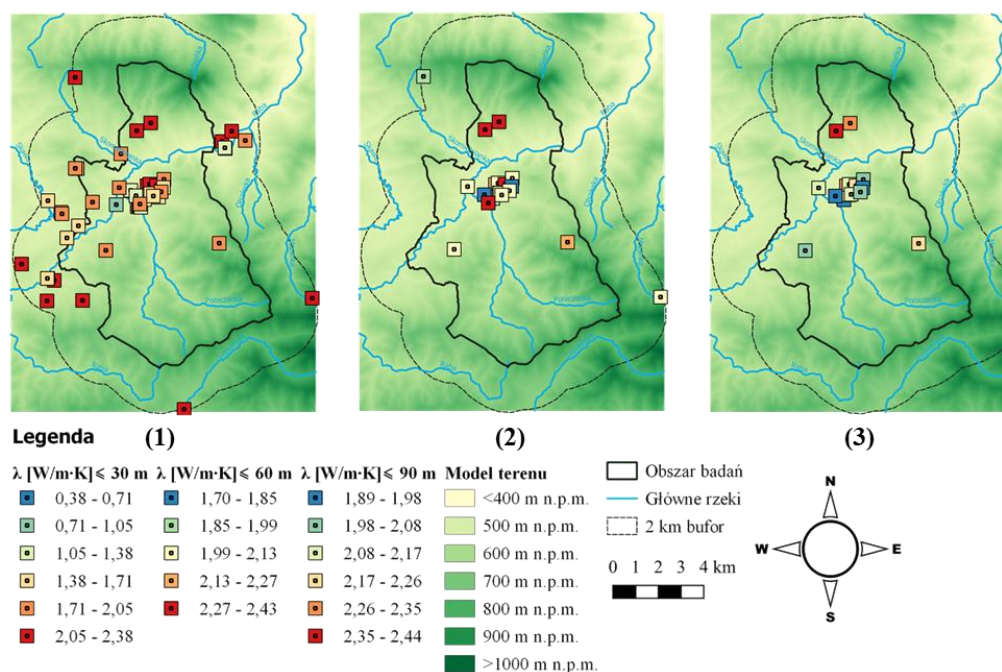 (1) (2) (3)
Legenda
λ [W/m·K]⩽ 30 m
0,38 - 0,71
0,71 - 1,05
1,05 - 1,38
1,38 - 1,71
1,71 - 2,05
2,05 - 2,38
λ [W/m·K]⩽ 60 m
1,70 - 1,85
1,85 - 1,99
1,99 - 2,13
2,13 - 2,27
2,27 - 2,43
λ [W/m·K]⩽ 90 m
1,89 - 1,98
1,98 - 2,08
2,08 - 2,17
2,17 - 2,26
2,26 - 2,35
2,35 - 2,44
Model terenu
<400 m n.p.m.
500 m n.p.m.
600 m n.p.m.
700 m n.p.m.
800 m n.p.m.
900 m n.p.m.
>1000 m n.p.m.
Obszar badań
Główne rzeki
2 km bufor
0 1 2 3 4 km
N
W E
S